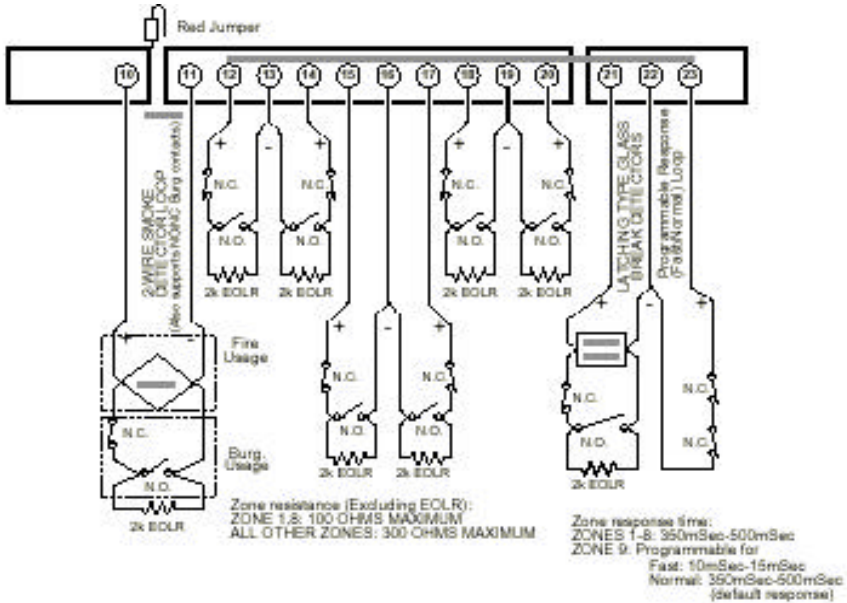 Red Jumper
10 11 12 13 14 15 16 17 18 19 20 21 22 23
2-WIRE SMOKE
DETECTOR LOOP
(Also supports NO/NC Burg contacts)
+ - + N.C. N.O. 2k EOLR
+ N.C. N.O. 2k EOLR
+ - + N.C. N.O. 2k EOLR
+ N.C. N.O. 2k EOLR
LATCHING TYPE GLASS
BREAK DETECTORS
Programmable Response
(Fast/Normal) Loop
+ -
Fire
Usage
N.C.
Burg.
Usage
N.O.
2k EOLR
+ - +
N.C. N.C.
N.O. N.O.
2k EOLR 2k EOLR
+ - +
N.C. N.C.
N.O. N.C.
2k EOLR
Zone resistance (Excluding EOLR):
ZONE 1,8: 100 OHMS MAXIMUM
ALL OTHER ZONES: 300 OHMS MAXIMUM
Zone response time:
ZONES 1-8: 350mSec-500mSec
ZONE 9: Programmable for
Fast: 10mSec-15mSec
Normal: 350mSec-500mSec
(default response)